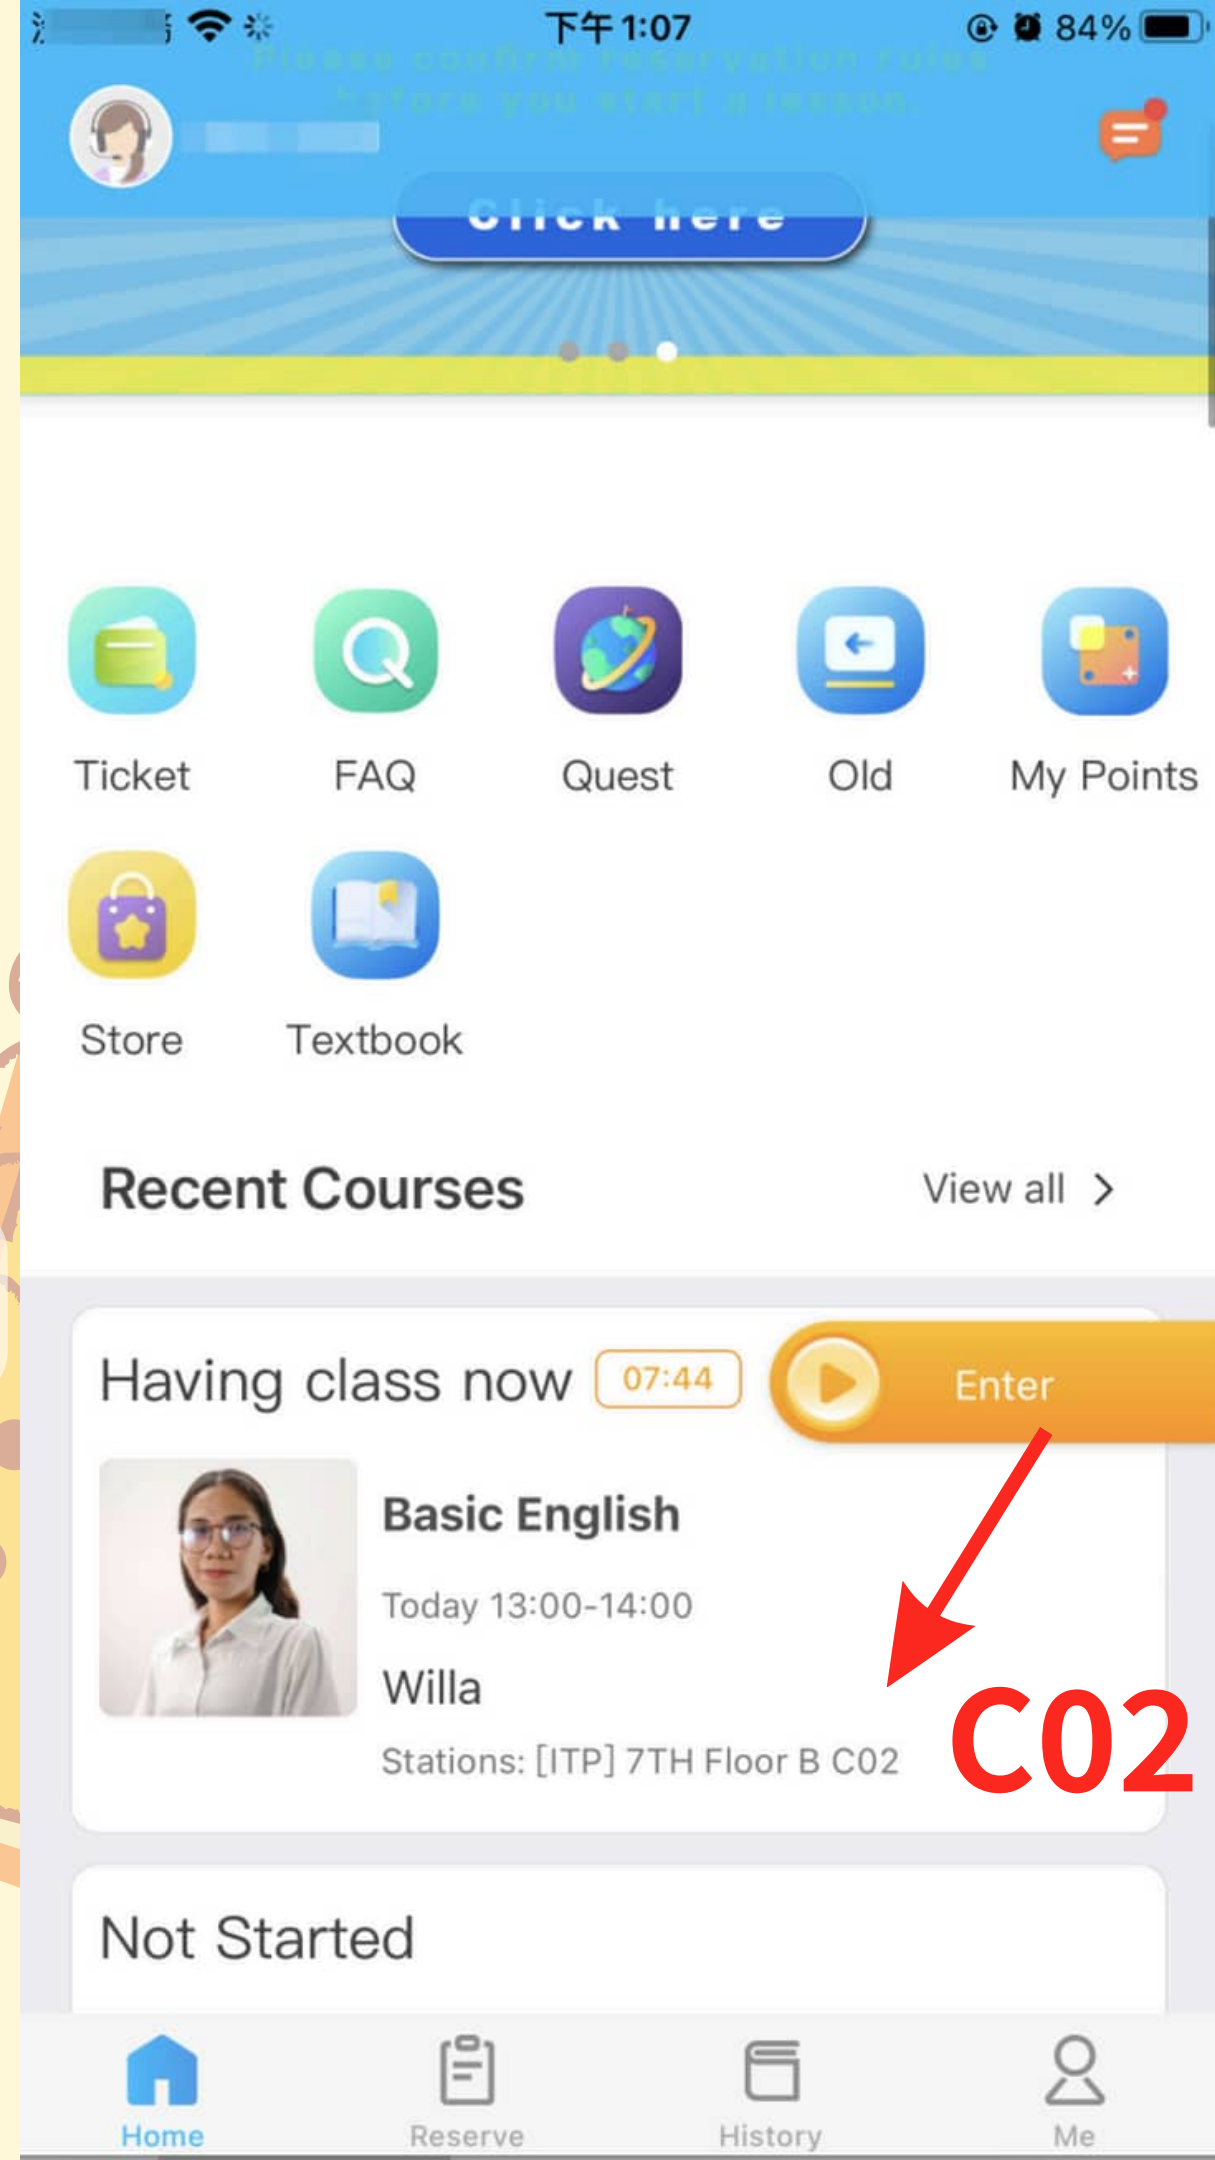 下午1:07
84%
Please confirm reservation rules
before you start a lesson.
Click here
Ticket
FAQ
Quest
Old
My Points
Store
Textbook
Recent Courses
View all
Having class now
07:44
Enter
Basic English
Today 13:00-14:00
Willa
Stations: [ITP] 7TH Floor B C02
C02
Not Started
Home
Reserve
History
Me